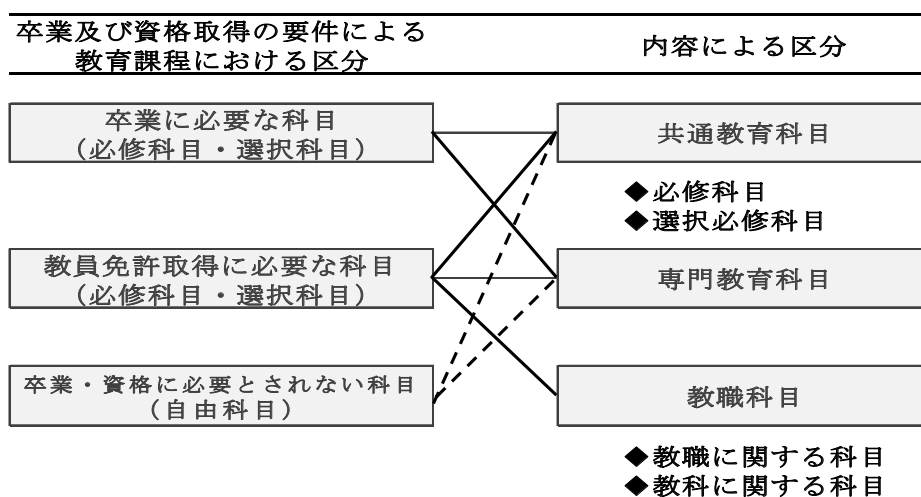 卒業及び資格取得の要件による
教育課程における区分
内容による区分
卒業に必要な科目
(必修科目・選択科目)
共通教育科目
◆必修科目
◆選択必修科目
教員免許取得に必要な科目
(必修科目・選択科目)
専門教育科目
卒業・資格に必要とされない科目
(自由科目)
教職科目
◆教職に関する科目
◆教科に関する科目